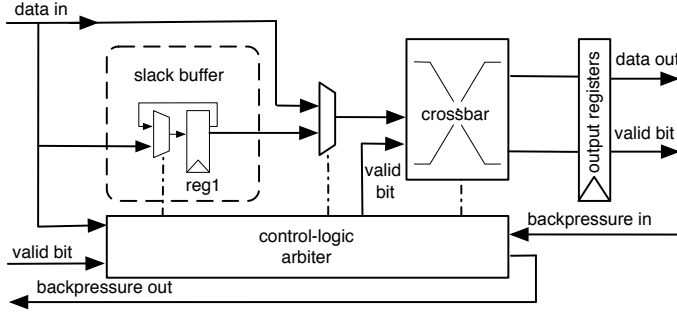 data in
slack buffer
reg1
crossbar
valid
bit
output registers
data out
valid bit
control-logic
arbiter
backpressure in
valid bit
backpressure out